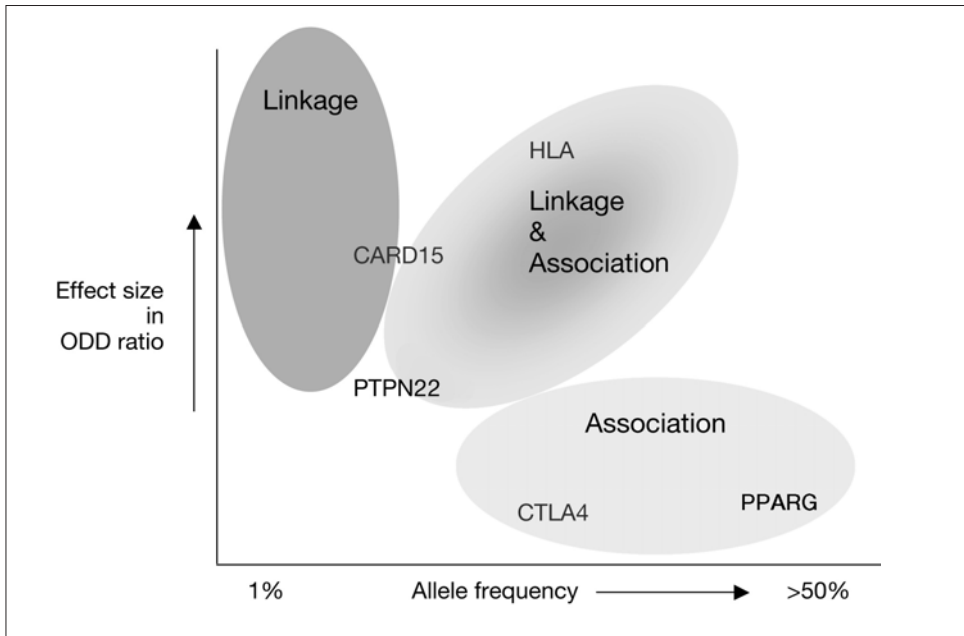 Linkage
HLA
Linkage
&
Association
CARD15
Effect size
in
ODD ratio
PTPN22
Association
CTLA4
PPARG
1%
Allele frequency
>50%